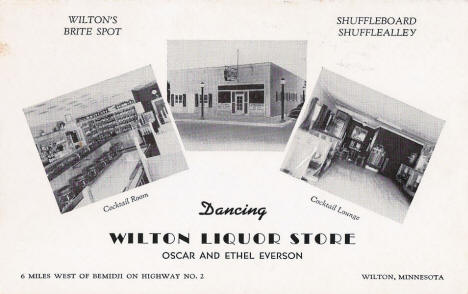 WILTON'S
BRITE SPOT
SHUFFLEBOARD
SHUFFLEALLEY
Cocktail Room
Cocktail Lounge
Dancing
WILTON LIQUOR STORE
OSCAR AND ETHEL EVERSON
6 MILES WEST OF BEMIDJI ON HIGHWAY NO. 2
WILTON, MINNESOTA